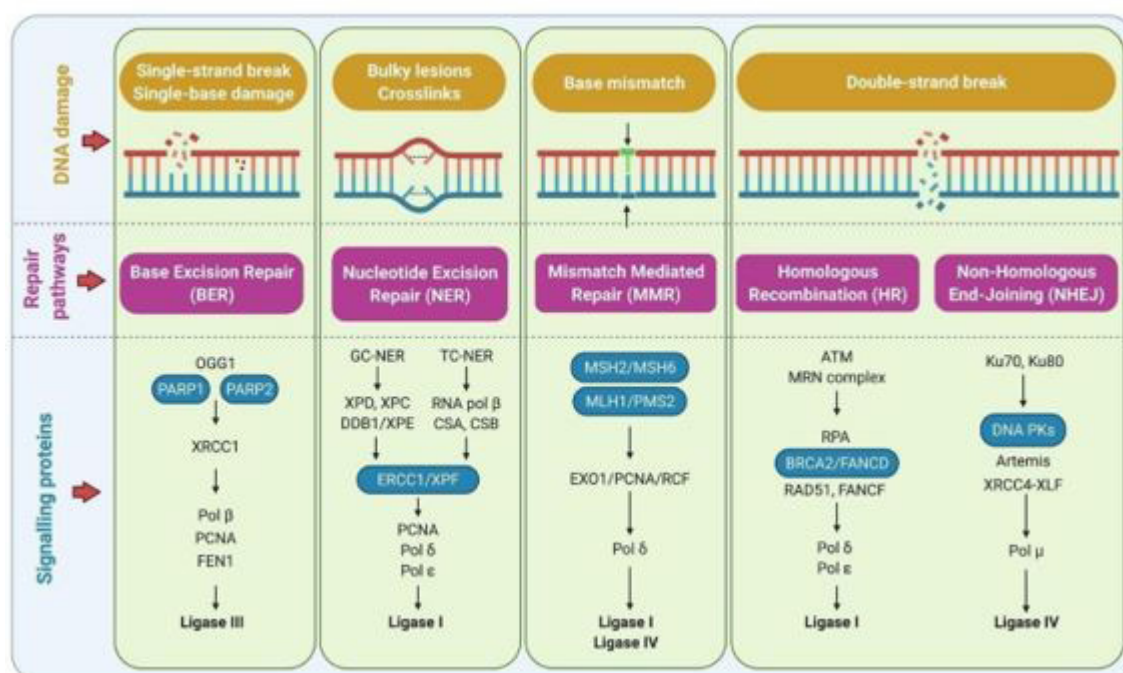 DNA damage
Single-strand break
Single-base damage
Bulky lesions
Crosslinks
Base mismatch
Double-strand break
Repair
pathways
Base Excision Repair
(BER)
Nucleotide Excision
Repair (NER)
Mismatch Mediated
Repair (MMR)
Homologous
Recombination (HR)
Non-Homologous
End-Joining (NHEJ)
Signalling proteins
OGG1
PARP1 PARP2
XRCC1
Pol β
PCNA
FEN1
Ligase III
GC-NER TC-NER
XPD, XPC RNA pol β
DDB1/XPE CSA, CSB
ERCC1/XPF
PCNA
Pol δ
Pol ε
Ligase I
MSH2/MSH6
MLH1/PMS2
EXO1/PCNA/RCF
Pol δ
Ligase I
Ligase IV
ATM
MRN complex
RPA
BRCA2/FANCD
RAD51, FANCF
Pol δ
Pol ε
Ligase I
Ku70, Ku80
DNA PKs
Artemis
XRCC4-XLF
Pol μ
Ligase IV